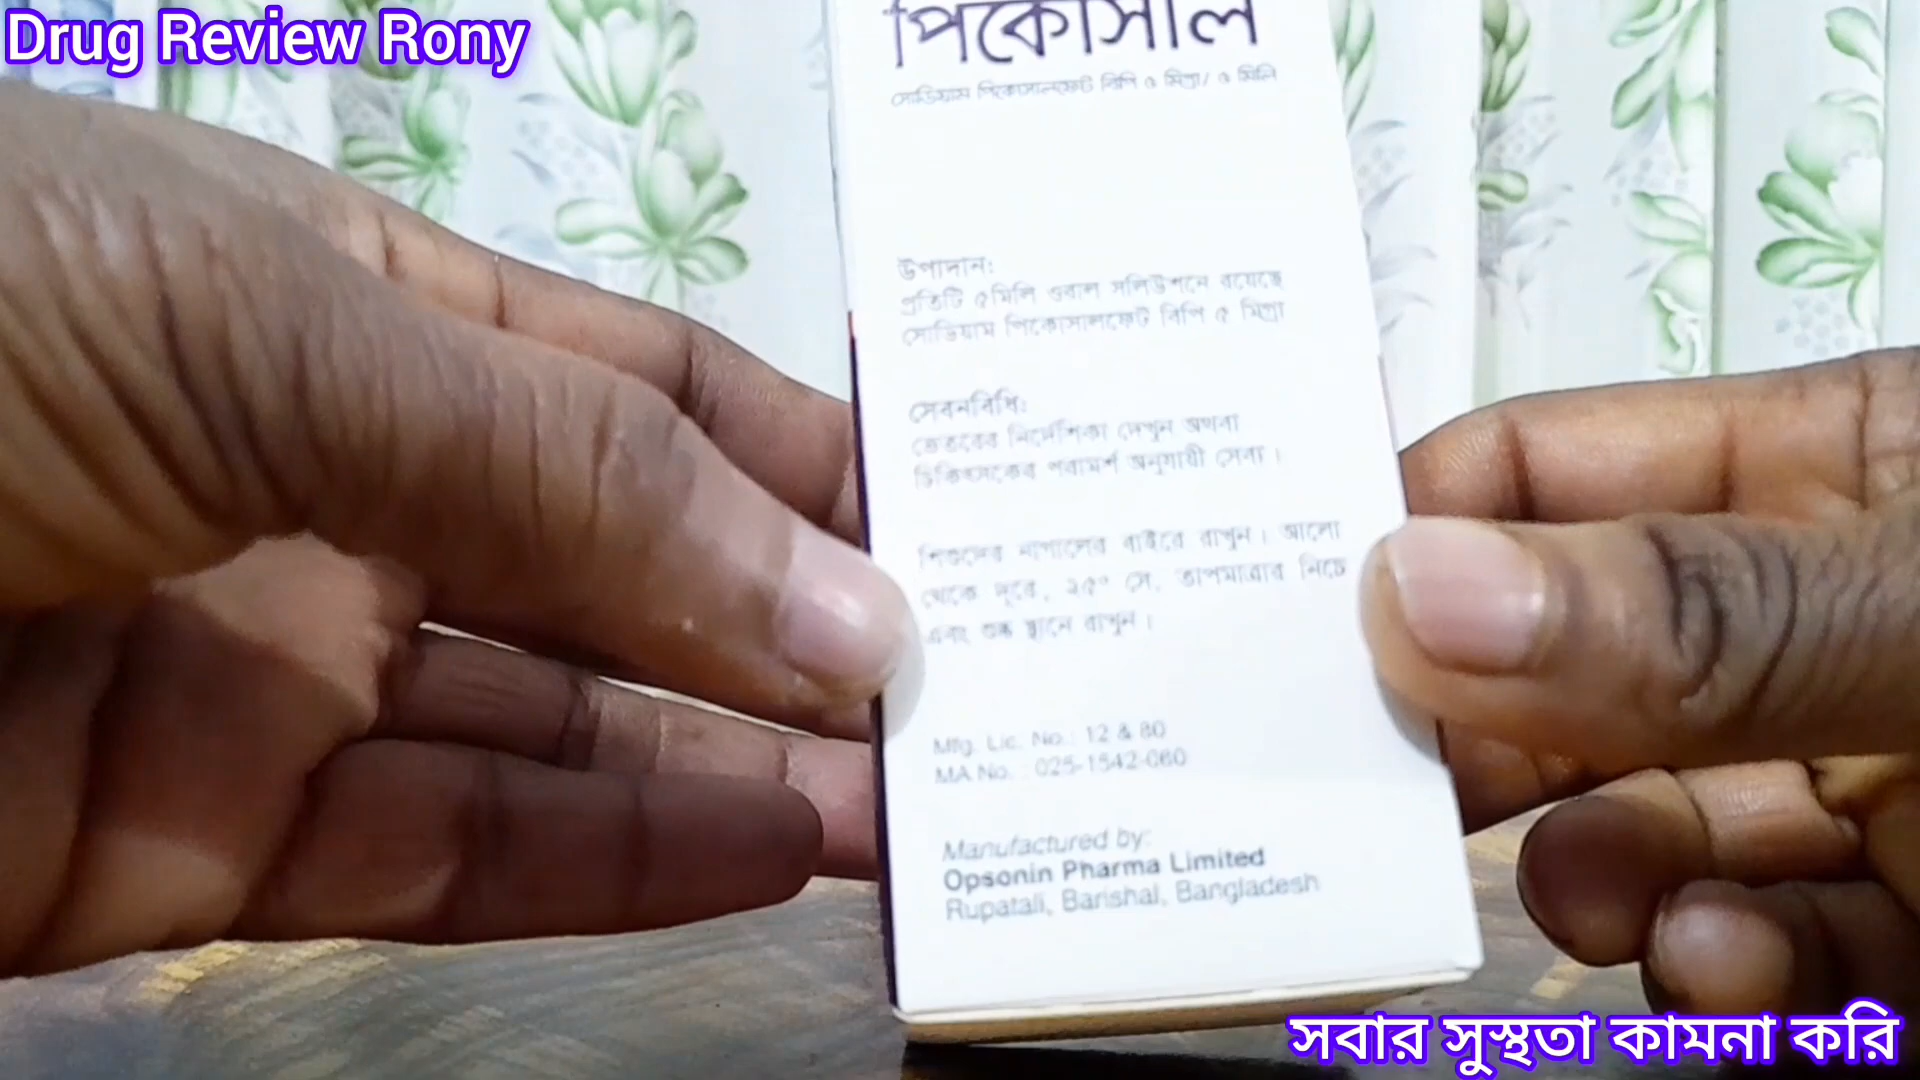 Drug Review Rony
পিকোসাল
সোডিয়াম পিকোসালফেট বিপি ৫ মিগ্রা/ ৫ মিলি
উপাদান:
প্রতিটি ৫মিলি ওরাল সলিউশনে রয়েছে
সোডিয়াম পিকোসালফেট বিপি ৫ মিগ্রা
সেবনবিধি:
ভেতরের নির্দেশিকা দেখুন অথবা
চিকিৎসকের পরামর্শ অনুযায়ী সেব্য।
শিশুদের নাগালের বাইরে রাখুন। আলো
থেকে দূরে, ২৫° সে. তাপমাত্রার নিচে
এবং শুষ্ক স্থানে রাখুন।
Mfg. Lic. No.: 12 & 80
MA No. : 025-1542-060
Manufactured by:
Opsonin Pharma Limited
Rupatali, Barishal, Bangladesh
সবার সুস্থতা কামনা করি